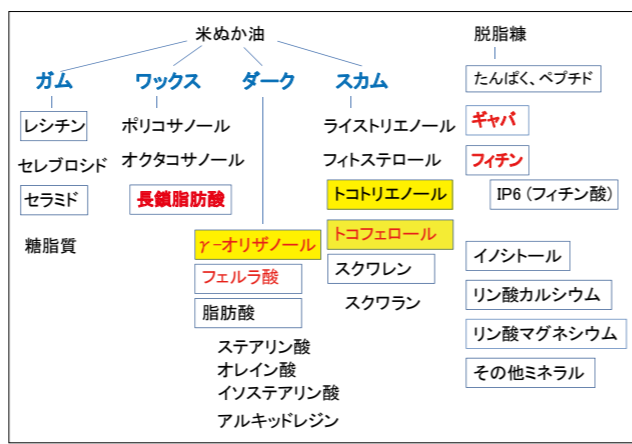 米ぬか油
脱脂糠
ガム
ワックス
ダーク
スカム
レシチン
セレブロシド
セラミド
糖脂質
ポリコサノール
オクタコサノール
長鎖脂肪酸
γ-オリザノール
フェルラ酸
脂肪酸
ステアリン酸
オレイン酸
イソステアリン酸
アルキッドレジン
ライストリエノール
フィトステロール
トコトリエノール
トコフェロール
スクワレン
スクワラン
たんぱく、ペプチド
ギャバ
フィチン
IP6（フィチン酸）
イノシトール
リン酸カルシウム
リン酸マグネシウム
その他ミネラル